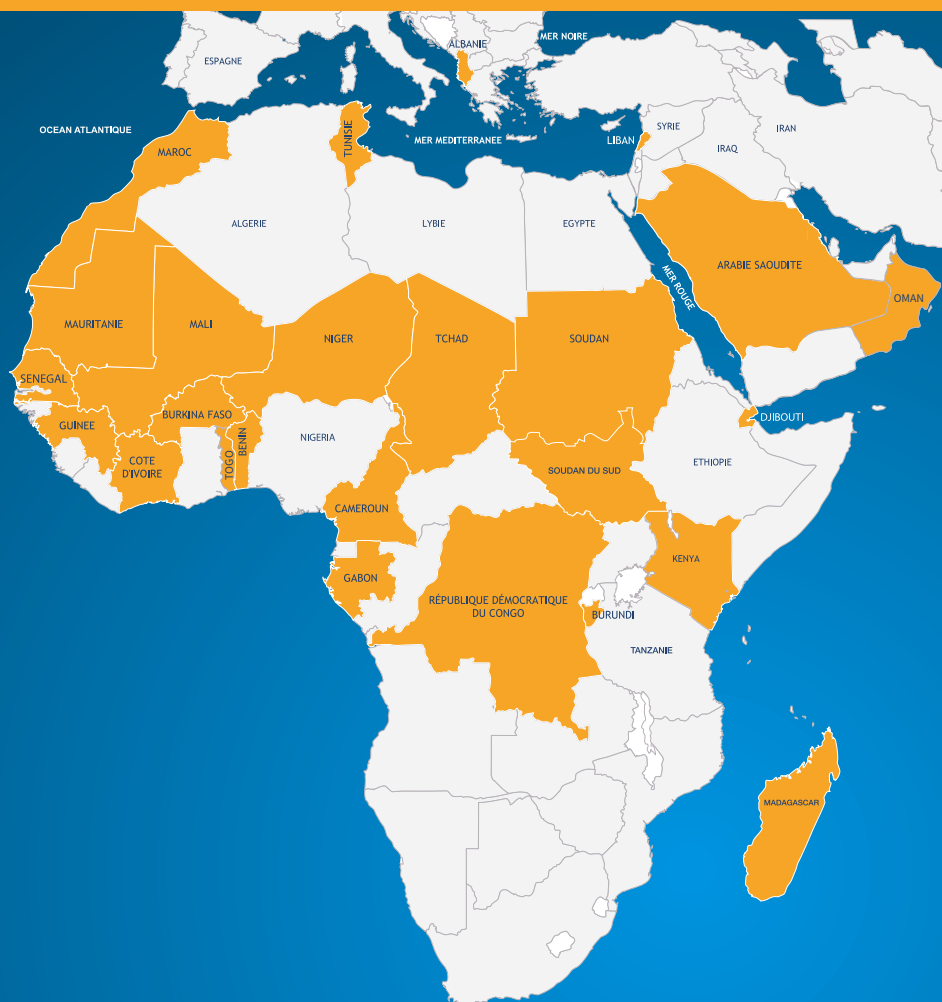 MER NOIRE
ALBANIE
ESPAGNE
OCEAN ATLANTIQUE
TUNISIE
MER MEDITERRANEE
LIBAN
SYRIE
IRAN
IRAQ
MAROC
ALGERIE
LYBIE
EGYPTE
MER ROUGE
ARABIE SAOUDITE
OMAN
MAURITANIE
MALI
NIGER
TCHAD
SOUDAN
SENEGAL
GUINEE
BURKINA FASO
BENIN
TOGO
NIGERIA
DJIBOUTI
COTE
D'IVOIRE
SOUDAN DU SUD
ETHIOPIE
CAMEROUN
KENYA
GABON
RÉPUBLIQUE DÉMOCRATIQUE
DU CONGO
BURUNDI
TANZANIE
MADAGASCAR